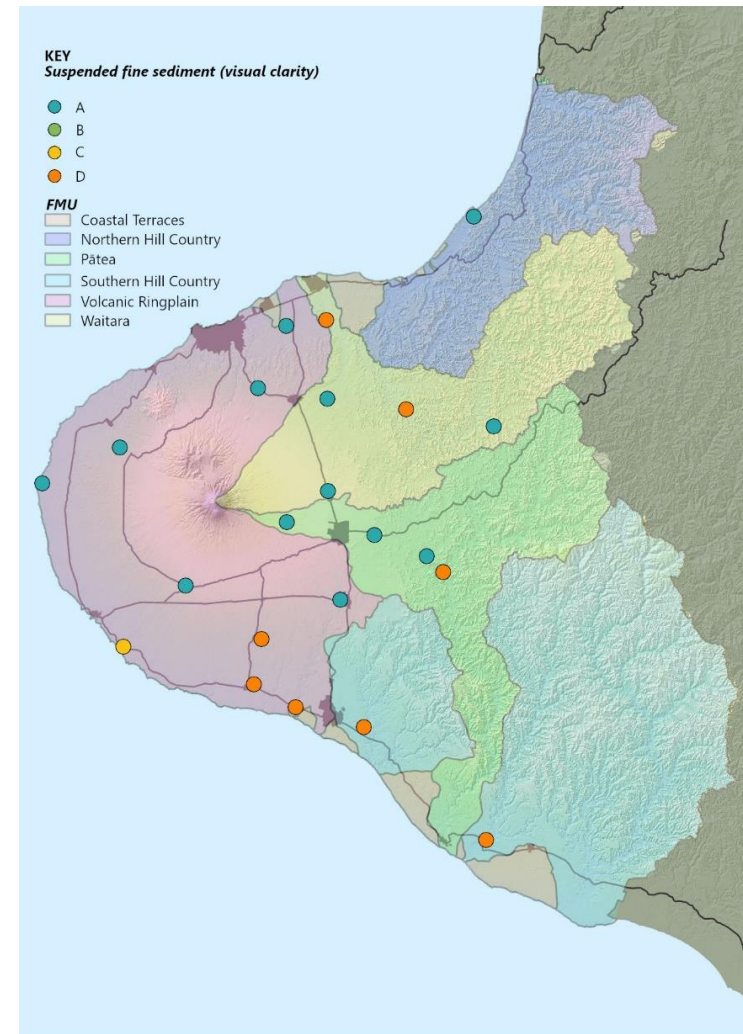 KEY
Suspended fine sediment (visual clarity)
A
B
C
D
FMU
Coastal Terraces
Northern Hill Country
Pātea
Southern Hill Country
Volcanic Ringplain
Waitara